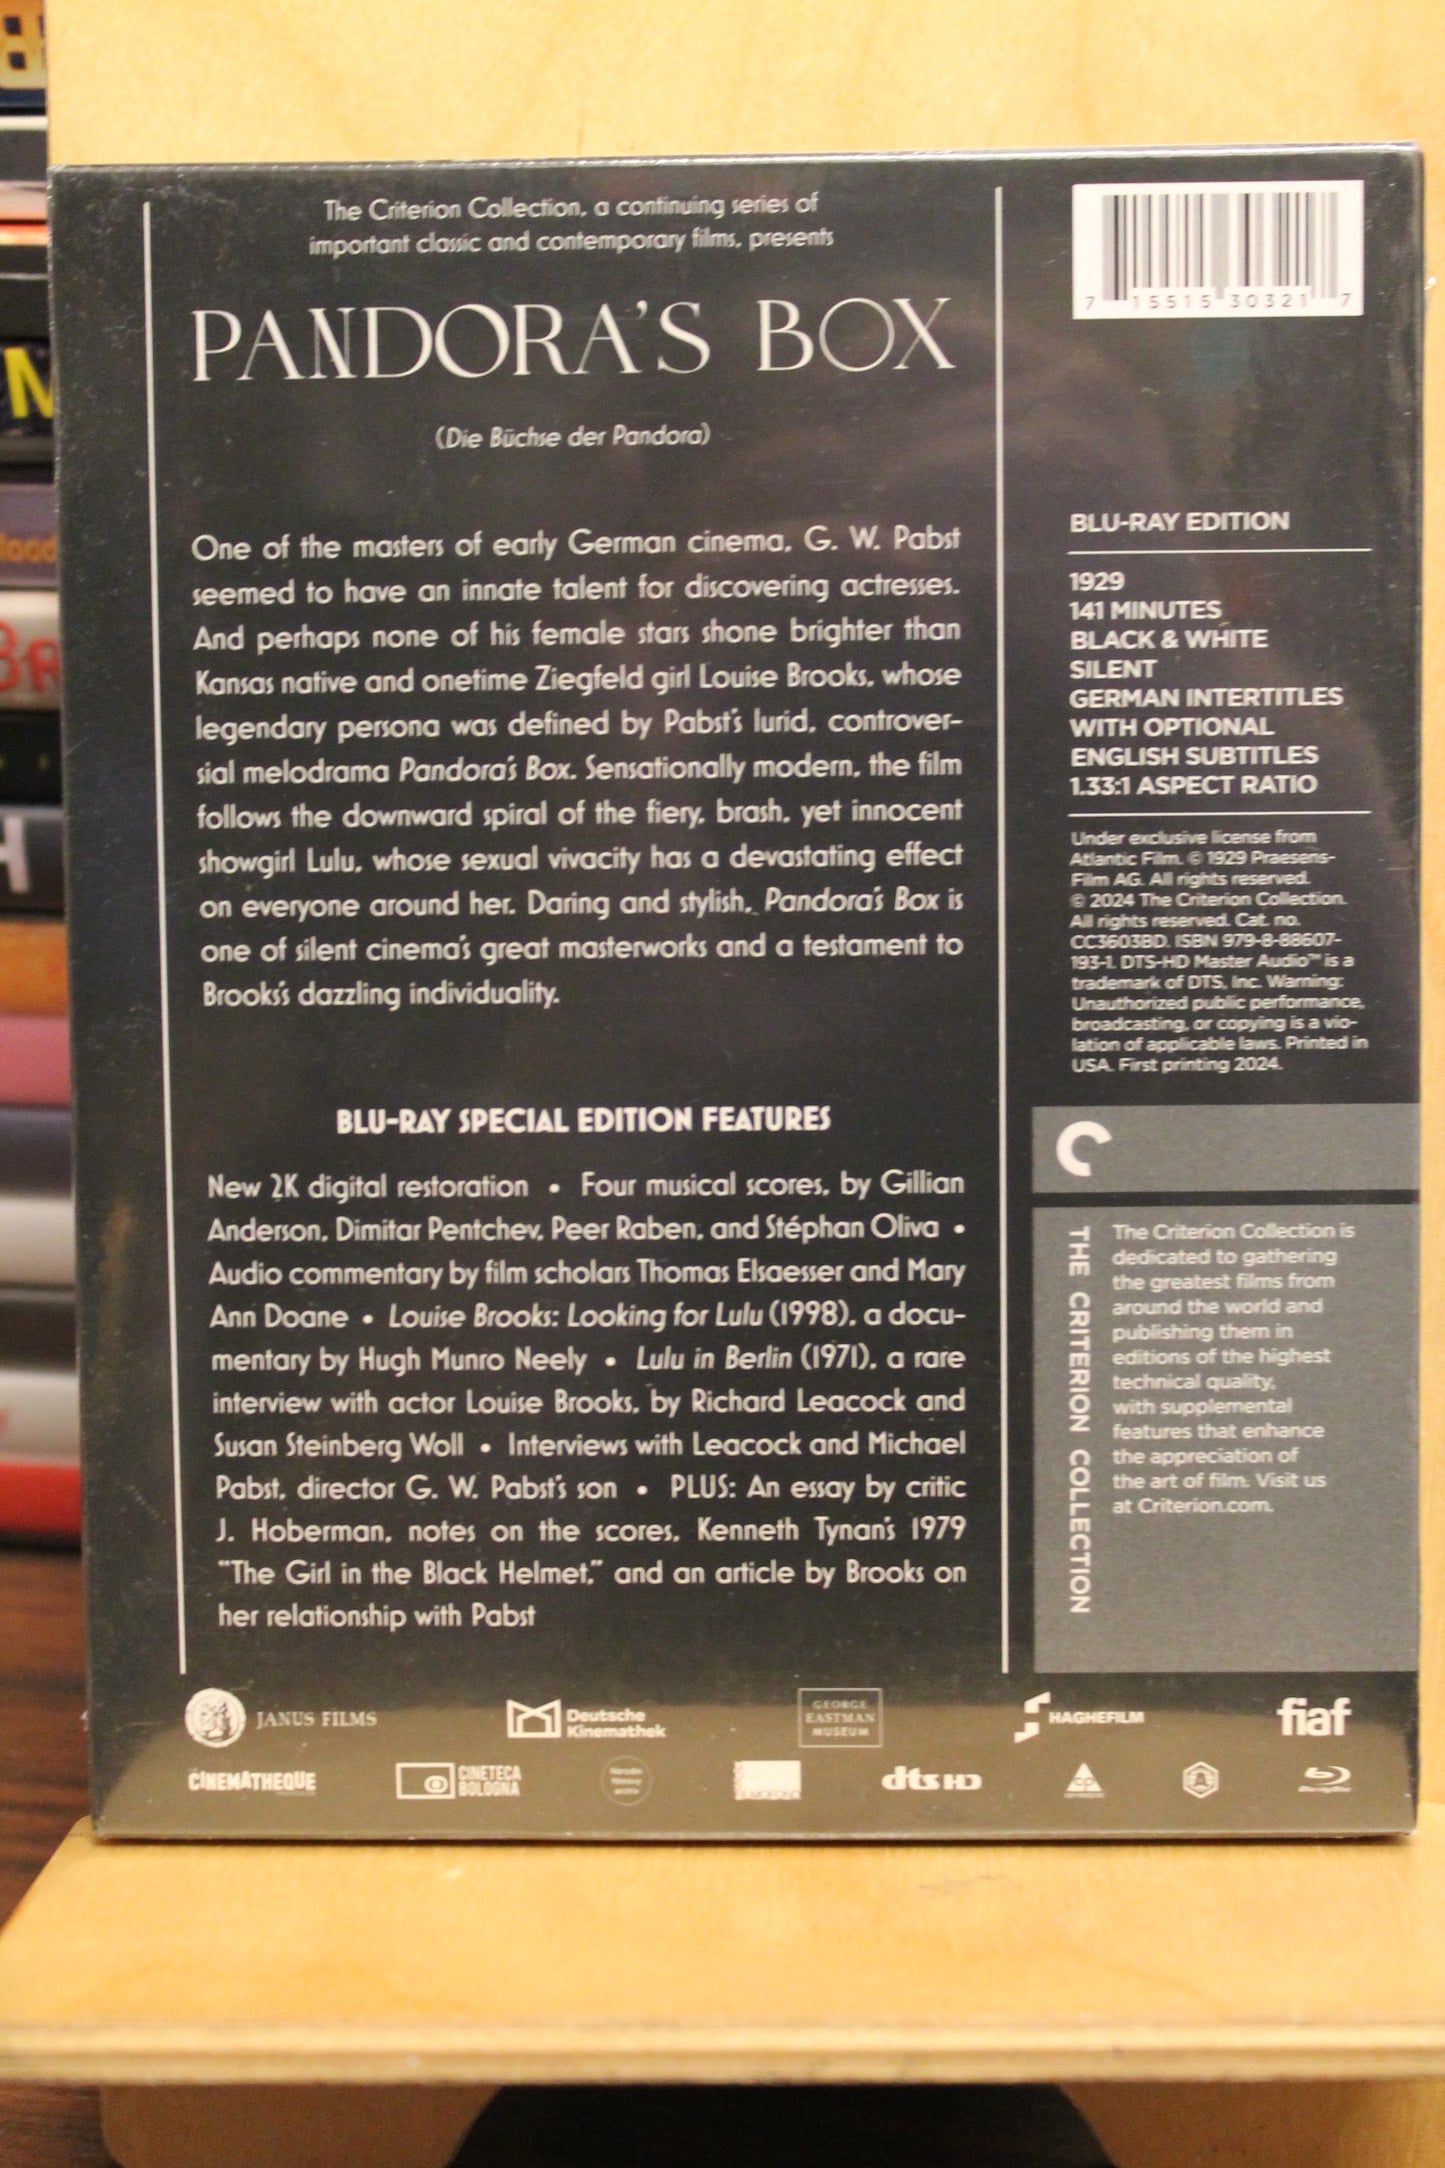 The Criterion Collection, a continuing series of
important classic and contemporary films, presents
PANDORA'S BOX
(Die Büchse der Pandora)
One of the masters of early German cinema, G. W. Pabst
seemed to have an innate talent for discovering actresses.
And perhaps none of his female stars shone brighter than
Kansas native and onetime Ziegfeld girl Louise Brooks, whose
legendary persona was defined by Pabst's lurid, controver-
sial melodrama Pandora's Box. Sensationally modern, the film
follows the downward spiral of the fiery, brash, yet innocent
showgirl Lulu, whose sexual vivacity has a devastating effect
on everyone around her. Daring and stylish, Pandora's Box is
one of silent cinema's great masterworks and a testament to
Brooks's dazzling individuality.
BLU-RAY SPECIAL EDITION FEATURES
New 2K digital restoration • Four musical scores, by Gillian
Anderson, Dimitar Pentchev, Peer Raben, and Stéphan Oliva •
Audio commentary by film scholars Thomas Elsaesser and Mary
Ann Doane • Louise Brooks: Looking for Lulu (1998), a docu-
mentary by Hugh Munro Neely • Lulu in Berlin (1971), a rare
interview with actor Louise Brooks, by Richard Leacock and
Susan Steinberg Woll • Interviews with Leacock and Michael
Pabst, director G. W. Pabst's son • PLUS: An essay by critic
J. Hoberman, notes on the scores, Kenneth Tynan's 1979
"The Girl in the Black Helmet," and an article by Brooks on
her relationship with Pabst
7 15515 30321 7
BLU-RAY EDITION
1929
141 MINUTES
BLACK & WHITE
SILENT
GERMAN INTERTITLES
WITH OPTIONAL
ENGLISH SUBTITLES
1.33:1 ASPECT RATIO
Under exclusive license from
Atlantic Film. © 1929 Praesens-
Film AG. All rights reserved.
© 2024 The Criterion Collection.
All rights reserved. Cat. no.
CC3603BD. ISBN 979-8-88607-
193-1. DTS-HD Master Audio™ is a
trademark of DTS, Inc. Warning:
Unauthorized public performance,
broadcasting, or copying is a vio-
lation of applicable laws. Printed in
USA. First printing 2024.
THE CRITERION COLLECTION
The Criterion Collection is
dedicated to gathering
the greatest films from
around the world and
publishing them in
editions of the highest
technical quality,
with supplemental
features that enhance
the appreciation of
the art of film. Visit us
at Criterion.com.
JANUS FILMS
Deutsche
Kinemathek
GEORGE
EASTMAN
MUSEUM
HAGHEFILM
fiaf
CINEMATHEQUE
CINETECA
BOLOGNA
Národní
filmový
archiv
dts HD